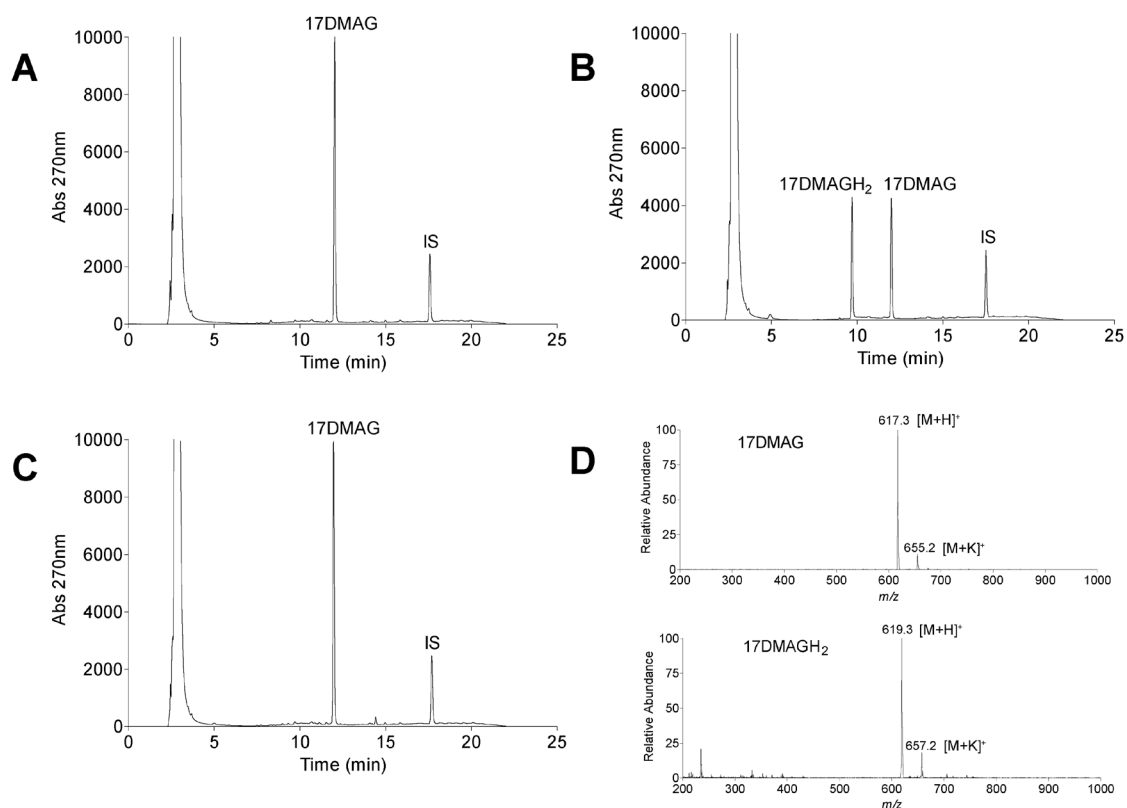 A
17DMAG
IS
10000
8000
6000
4000
2000
0
Abs 270nm
0 5 10 15 20 25
Time (min)
B
17DMAGH₂ 17DMAG
IS
10000
8000
6000
4000
2000
0
Abs 270nm
0 5 10 15 20 25
Time (min)
C
17DMAG
IS
10000
8000
6000
4000
2000
0
Abs 270nm
0 5 10 15 20 25
Time (min)
D
17DMAG
617.3 [M+H]⁺
655.2 [M+K]⁺
100
75
50
25
0
Relative Abundance
200 300 400 500 600 700 800 900 1000
m/z
17DMAGH₂
619.3 [M+H]⁺
657.2 [M+K]⁺
100
75
50
25
0
Relative Abundance
200 300 400 500 600 700 800 900 1000
m/z